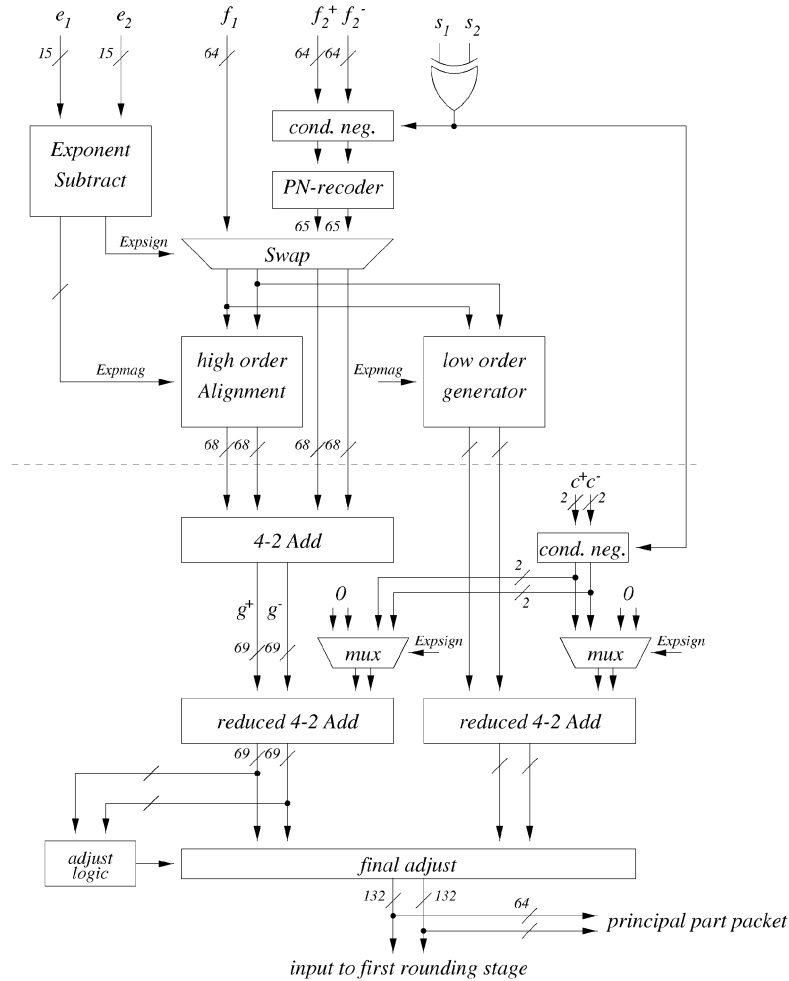 e1 e2 f1 f2+ f2- s1 s2
15 15 64 64 64
cond. neg.
Exponent
Subtract
PN-recoder
65 65
Expsign
Swap
high order
Alignment
low order
generator
Expmag
Expmag
68 68 68 68
c+ c-
2 2
4-2 Add
cond. neg.
2
2
g+ g-
0
0
69 69
mux
Expsign
mux
Expsign
reduced 4-2 Add
reduced 4-2 Add
69 69
adjust
logic
final adjust
132 132
64
principal part packet
input to first rounding stage